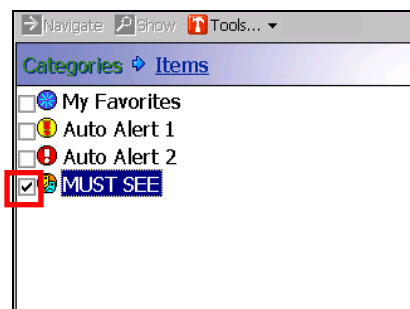 Navigate Show Tools...
Categories Items
My Favorites
Auto Alert 1
Auto Alert 2
MUST SEE